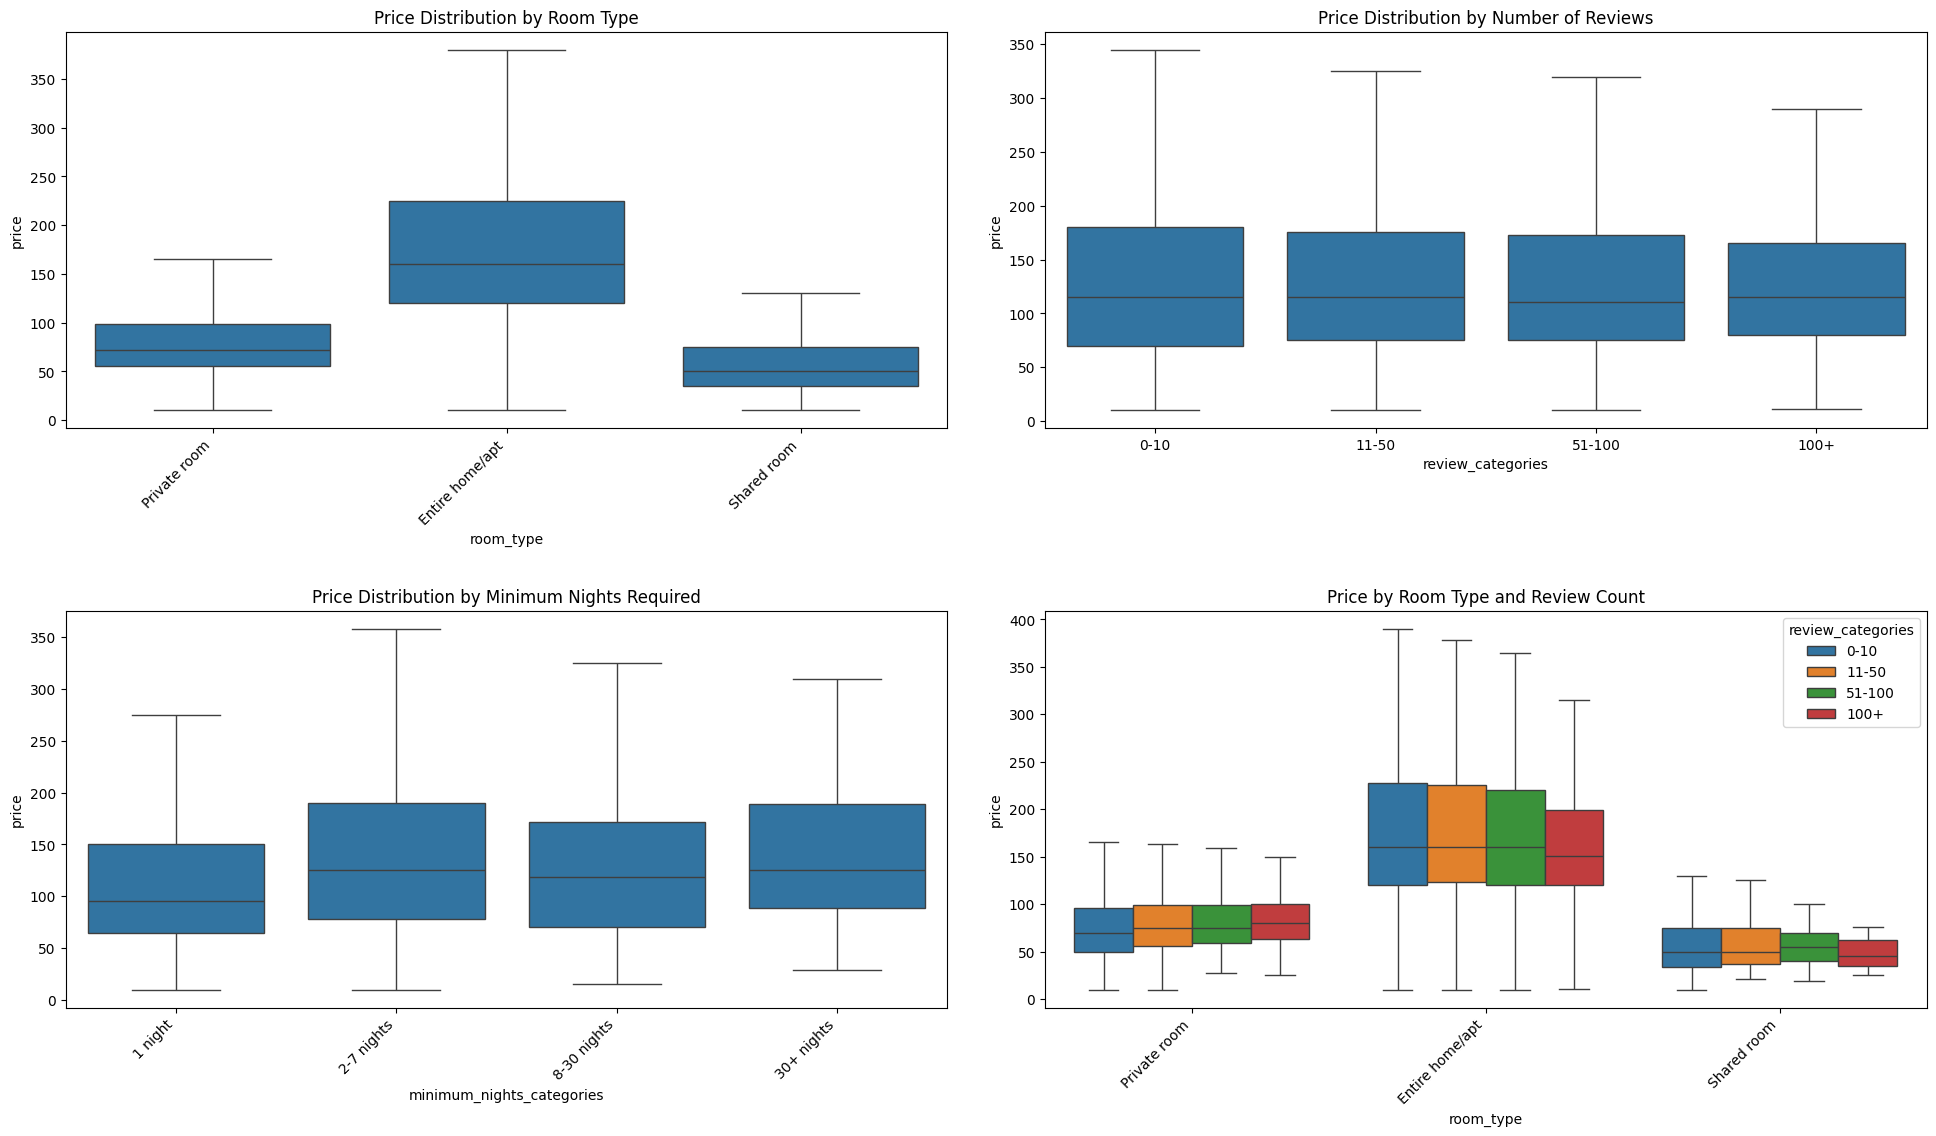 Price Distribution by Room Type
price
350
300
250
200
150
100
50
0
Private room
Entire home/apt
Shared room
room_type
Price Distribution by Number of Reviews
price
350
300
250
200
150
100
50
0
0-10
11-50
51-100
100+
review_categories
Price Distribution by Minimum Nights Required
price
350
300
250
200
150
100
50
0
1 night
2-7 nights
8-30 nights
30+ nights
minimum_nights_categories
Price by Room Type and Review Count
price
400
350
300
250
200
150
100
50
0
review_categories
0-10
11-50
51-100
100+
Private room
Entire home/apt
Shared room
room_type